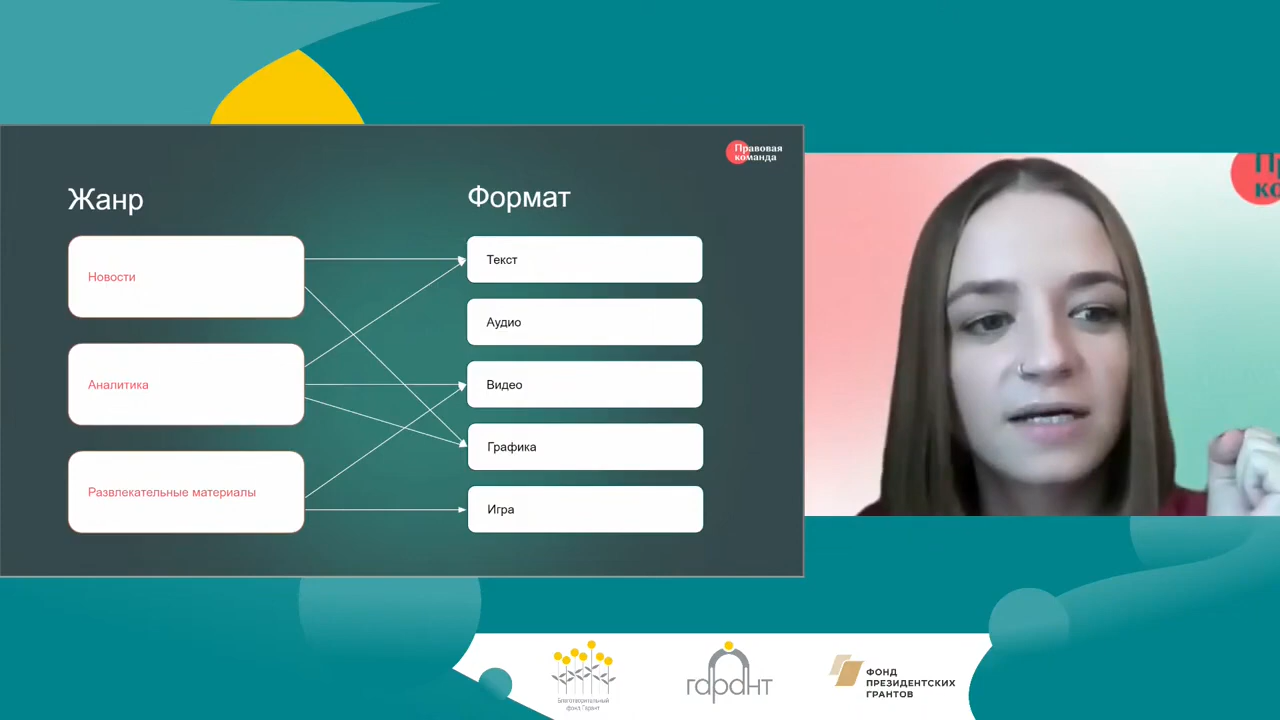 Правовая
команда
Жанр
Формат
Новости
Аналитика
Развлекательные материалы
Текст
Аудио
Видео
Графика
Игра
Благотворительный
фонд Гарант
гарант
ФОНД
ПРЕЗИДЕНТСКИХ
ГРАНТОВ